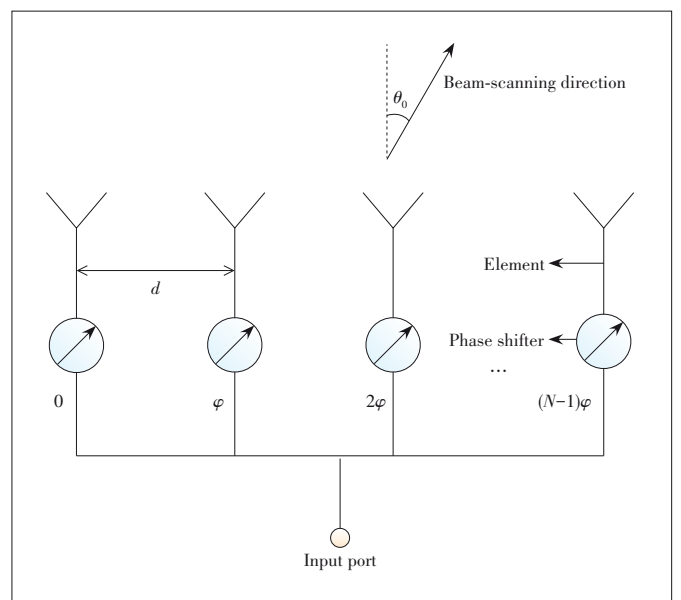 θ0
Beam-scanning direction
Element
d
Phase shifter
...
0
φ
2φ
(N−1)φ
Input port